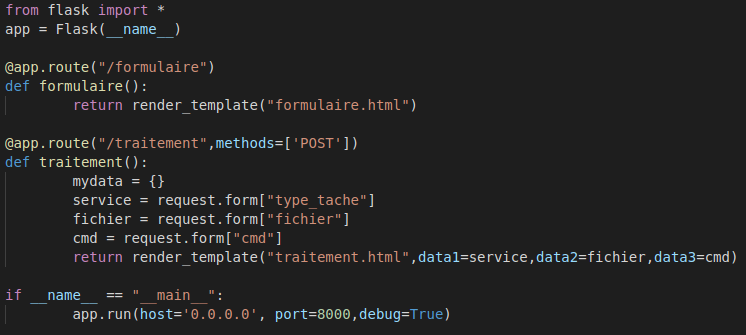 from flask import *
app = Flask(__name__)
@app.route("/formulaire")
def formulaire():
        return render_template("formulaire.html")
@app.route("/traitement",methods=['POST'])
def traitement():
        mydata = {}
        service = request.form["type_tache"]
        fichier = request.form["fichier"]
        cmd = request.form["cmd"]
        return render_template("traitement.html",data1=service,data2=fichier,data3=cmd)
if __name__ == "__main__":
        app.run(host='0.0.0.0', port=8000,debug=True)